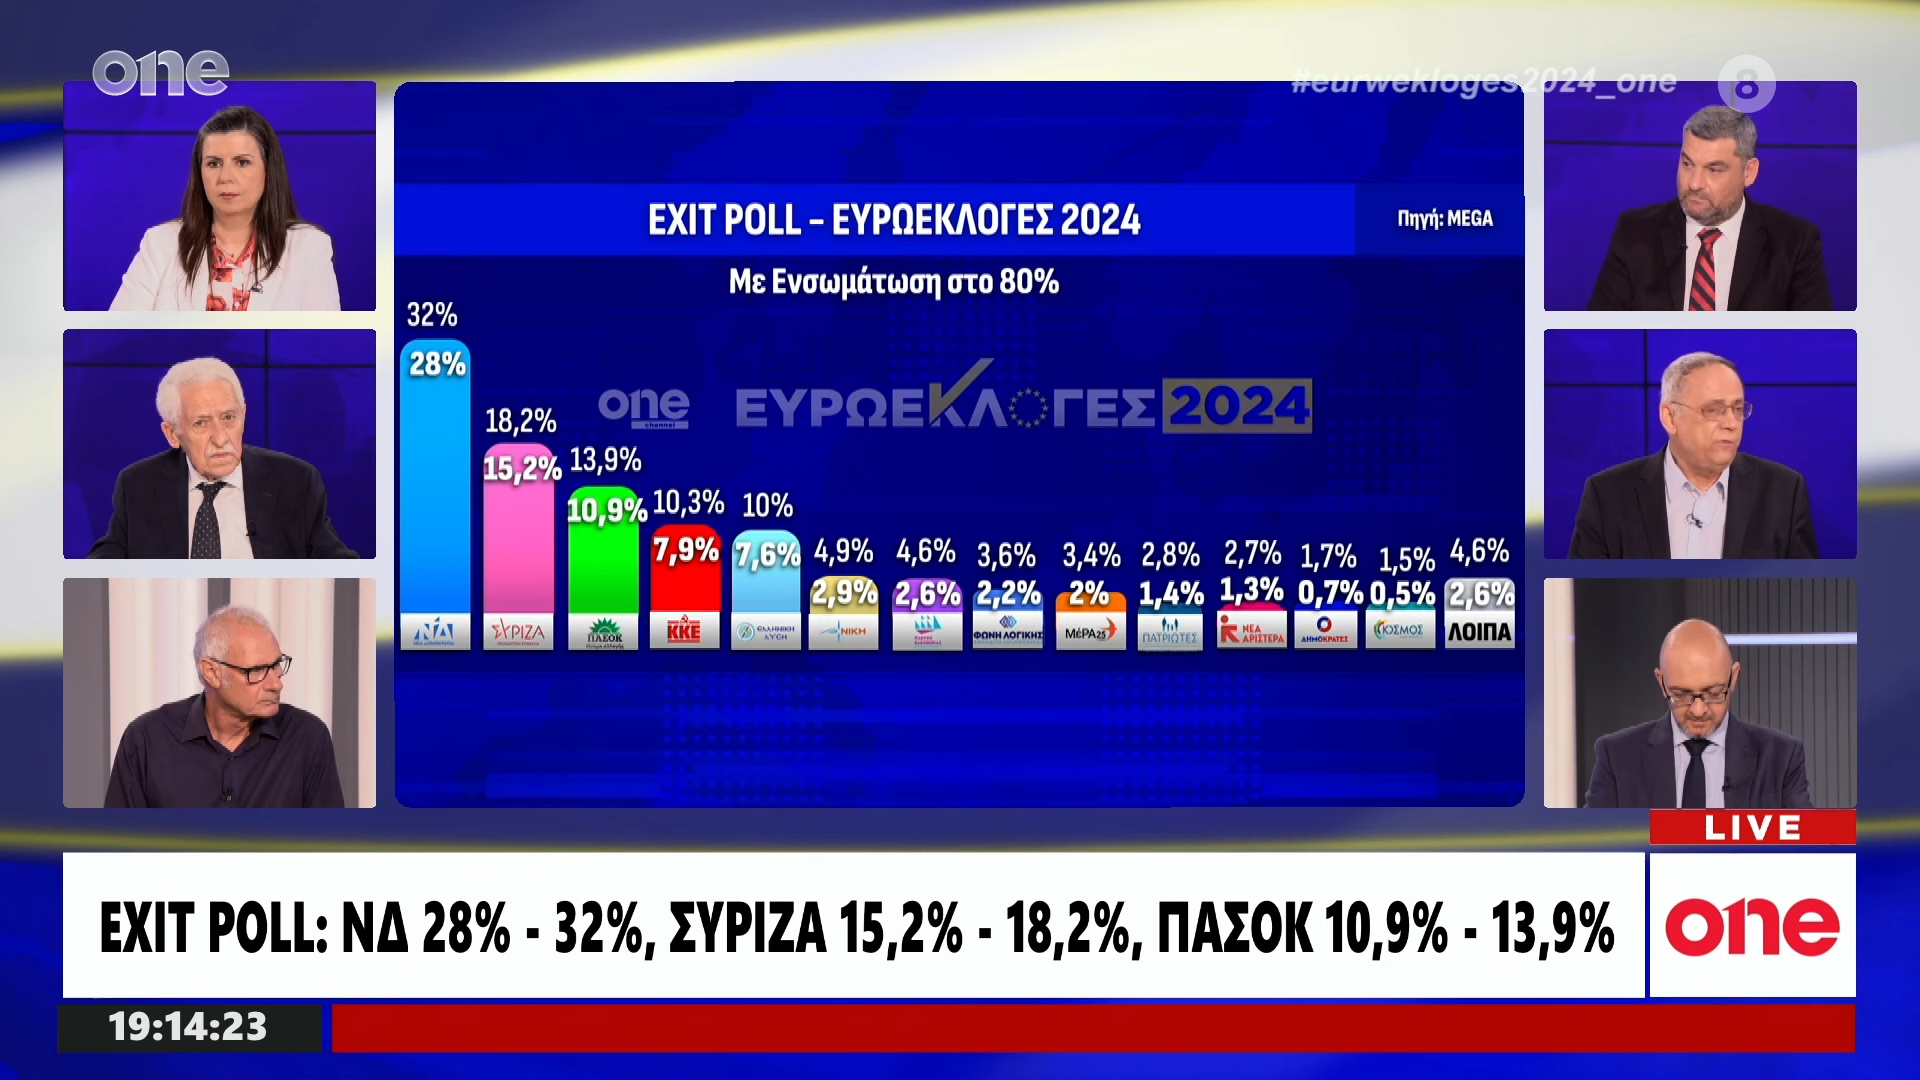 one
#eurwekloges2024_one
8
EXIT POLL – ΕΥΡΩΕΚΛΟΓΕΣ 2024
Πηγή: MEGA
Με Ενσωμάτωση στο 80%
one
channel
ΕΥΡΩΕΚΛΟΓΕΣ 2024
32%
28%
18,2%
15,2%
13,9%
10,9%
10,3%
7,9%
10%
7,6%
4,9%
2,9%
4,6%
2,6%
3,6%
2,2%
3,4%
2%
2,8%
1,4%
2,7%
1,3%
1,7%
0,7%
1,5%
0,5%
4,6%
2,6%
ΝΔ
ΣΥΡΙΖΑ
ΠΑΣΟΚ
ΚΚΕ
ΕΛΛΗΝΙΚΗ
ΛΥΣΗ
ΝΙΚΗ
ΦΩΝΗ ΛΟΓΙΚΗΣ
ΜέΡΑ25
ΠΑΤΡΙΩΤΕΣ
ΝΕΑ
ΑΡΙΣΤΕΡΑ
ΔΗΜΟΚΡΑΤΕΣ
ΚΟΣΜΟΣ
ΛΟΙΠΑ
LIVE
EXIT POLL: ΝΔ 28% - 32%, ΣΥΡΙΖΑ 15,2% - 18,2%, ΠΑΣΟΚ 10,9% - 13,9%
one
19:14:23